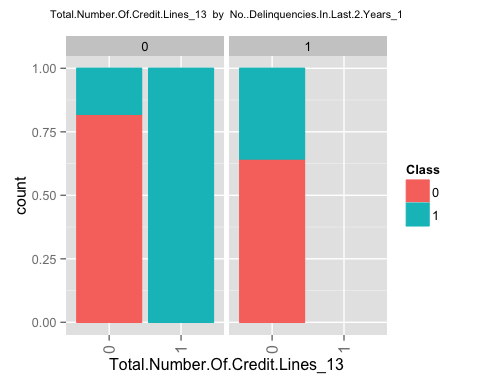 Total.Number.Of.Credit.Lines_13 by No..Delinquencies.In.Last.2.Years_1
0 1
1.00
0.75
0.50
0.25
0.00
count
0 1 0 1
Total.Number.Of.Credit.Lines_13
Class
0
1